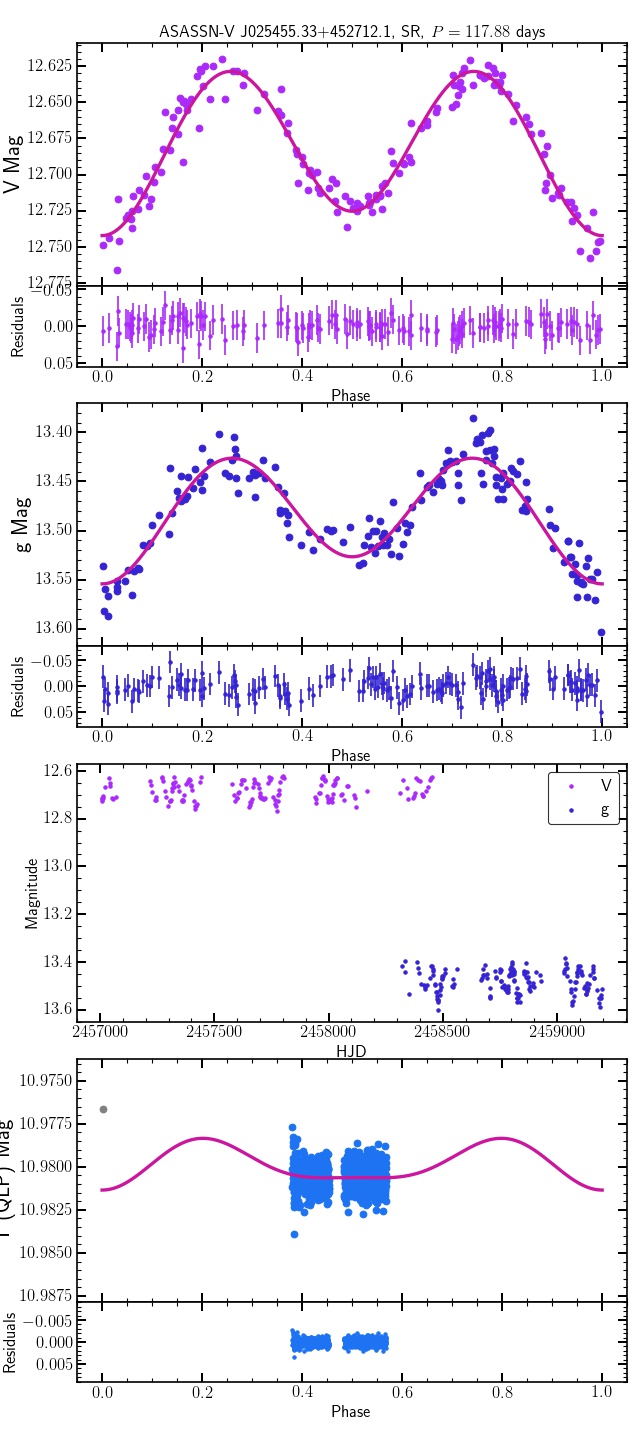 ASASSN-V J025455.33+452712.1, SR, P = 117.88 days
V Mag
12.625
12.650
12.675
12.700
12.725
12.750
12.775
Residuals
−0.05
0.00
0.05
0.0 0.2 0.4 0.6 0.8 1.0
Phase
g Mag
13.40
13.45
13.50
13.55
13.60
Residuals
−0.05
0.00
0.05
0.0 0.2 0.4 0.6 0.8 1.0
Phase
Magnitude
12.6
12.8
13.0
13.2
13.4
13.6
V
g
2457000 2457500 2458000 2458500 2459000
HJD
T (QLP) Mag
10.9750
10.9775
10.9800
10.9825
10.9850
10.9875
Residuals
−0.005
0.000
0.005
0.0 0.2 0.4 0.6 0.8 1.0
Phase